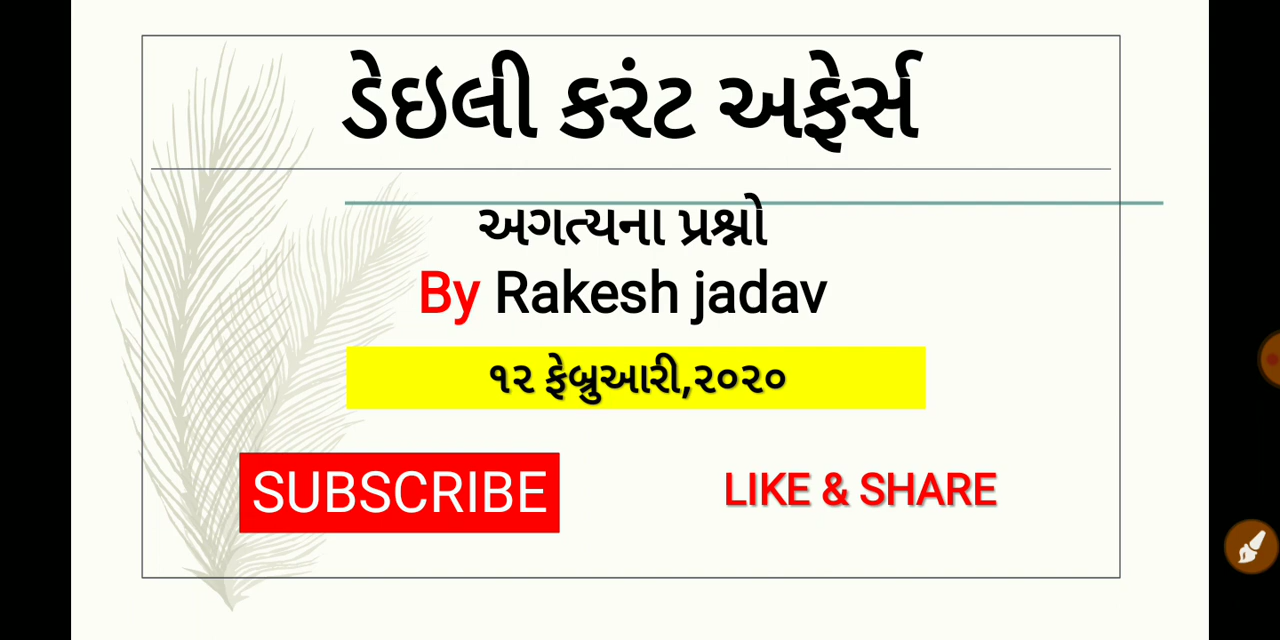 ડેઇલી કરંટ અફેર્સ
અગત્યના પ્રશ્નો
By Rakesh jadav
૧૨ ફેબ્રુઆરી,૨૦૨૦
SUBSCRIBE
LIKE & SHARE